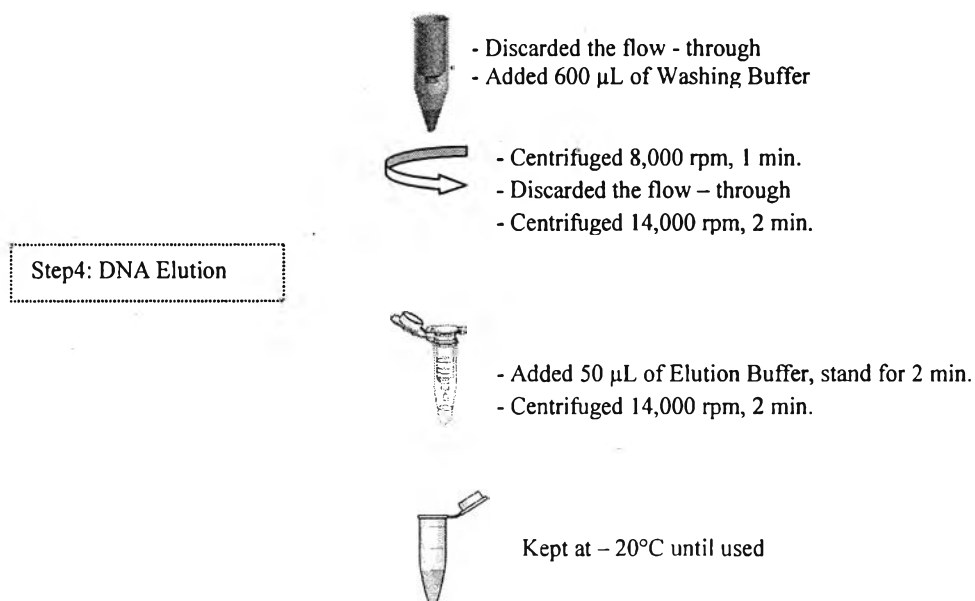 - Discarded the flow - through
- Added 600 µL of Washing Buffer
- Centrifuged 8,000 rpm, 1 min.
- Discarded the flow – through
- Centrifuged 14,000 rpm, 2 min.
Step4: DNA Elution
- Added 50 µL of Elution Buffer, stand for 2 min.
- Centrifuged 14,000 rpm, 2 min.
Kept at – 20°C until used